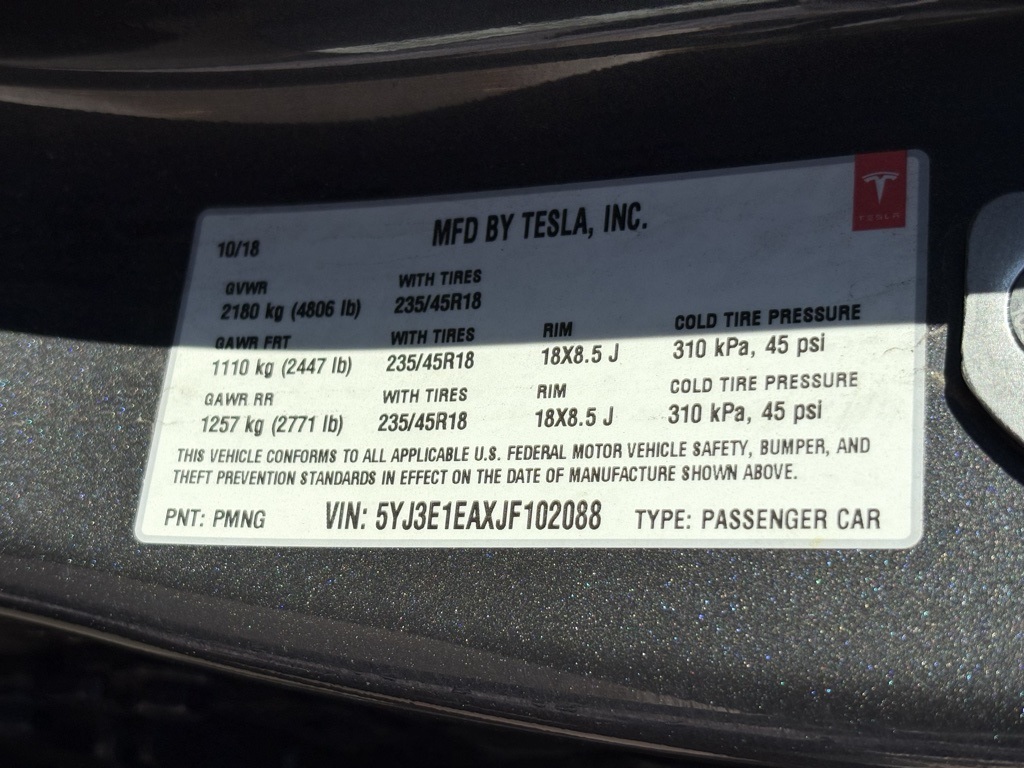 MFD BY TESLA, INC.
TESLA
10/18
GVWR WITH TIRES
2180 kg (4806 lb) 235/45R18
GAWR FRT WITH TIRES RIM COLD TIRE PRESSURE
1110 kg (2447 lb) 235/45R18 18X8.5 J 310 kPa, 45 psi
GAWR RR WITH TIRES RIM COLD TIRE PRESSURE
1257 kg (2771 lb) 235/45R18 18X8.5 J 310 kPa, 45 psi
THIS VEHICLE CONFORMS TO ALL APPLICABLE U.S. FEDERAL MOTOR VEHICLE SAFETY, BUMPER, AND
THEFT PREVENTION STANDARDS IN EFFECT ON THE DATE OF MANUFACTURE SHOWN ABOVE.
PNT: PMNG VIN: 5YJ3E1EAXJF102088 TYPE: PASSENGER CAR